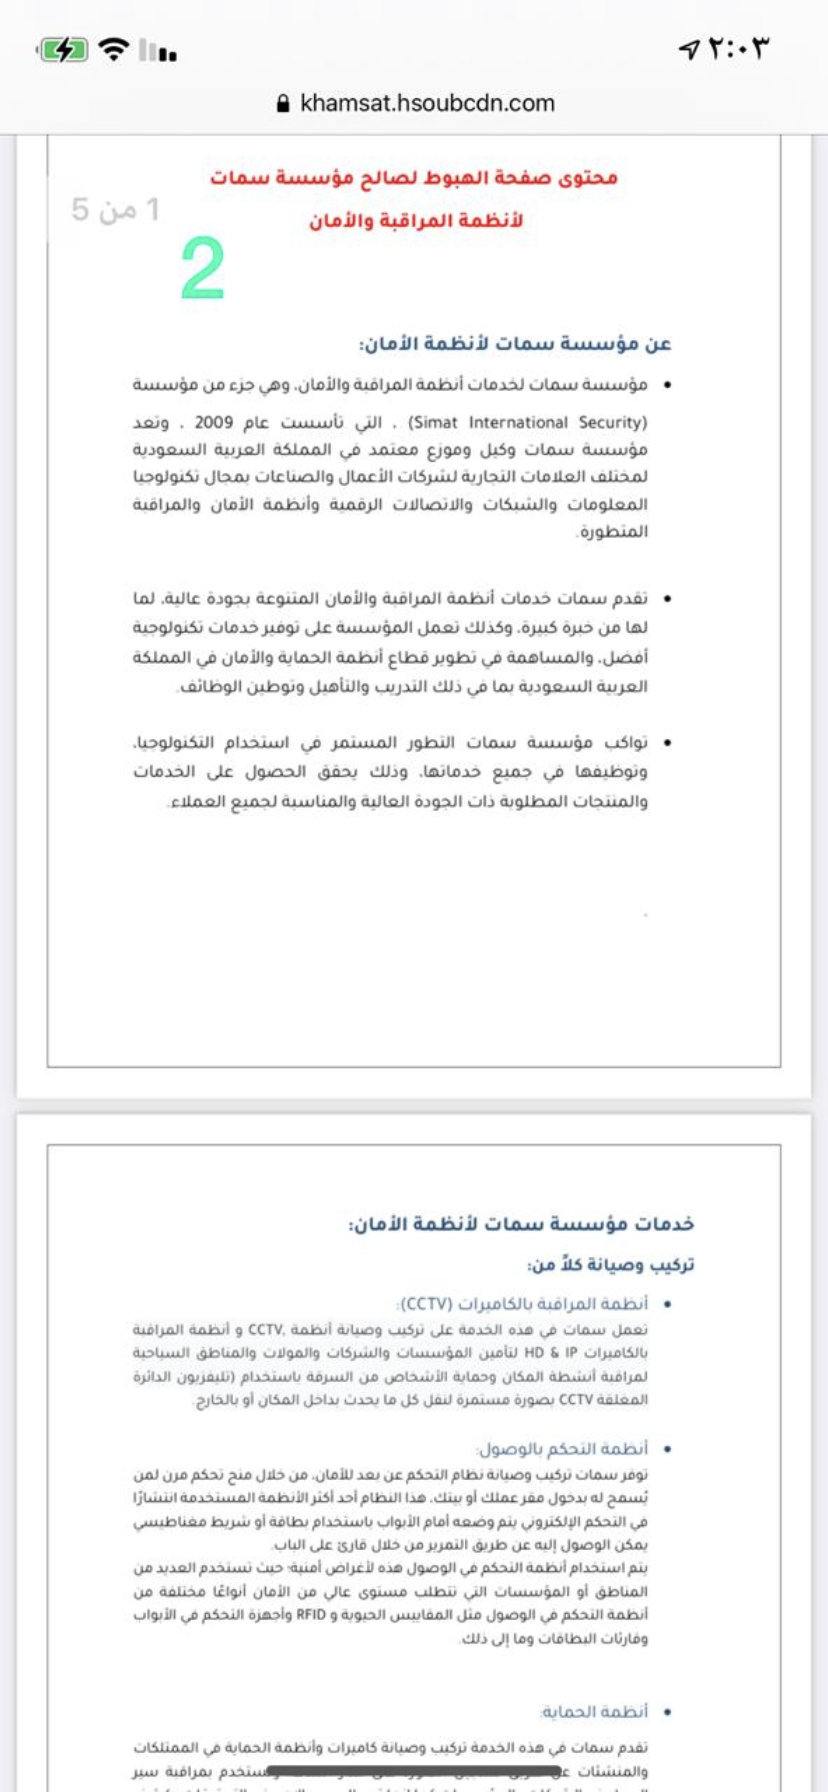 ٢:٠٣
khamsat.hsoubcdn.com
محتوى صفحة الهبوط لصالح مؤسسة سمات
1 من 5
لأنظمة المراقبة والأمان
2
عن مؤسسة سمات لأنظمة الأمان:
• مؤسسة سمات لخدمات أنظمة المراقبة والأمان، وهي جزء من مؤسسة
(Simat International Security) ، التي تأسست عام 2009 ، وتعد
مؤسسة سمات وكيل وموزع معتمد في المملكة العربية السعودية
لمختلف العلامات التجارية لشركات الأعمال والصناعات بمجال تكنولوجيا
المعلومات والشبكات والاتصالات الرقمية وأنظمة الأمان والمراقبة
المتطورة.
• تقدم سمات خدمات أنظمة المراقبة والأمان المتنوعة بجودة عالية، لما
لها من خبرة كبيرة، وكذلك تعمل المؤسسة على توفير خدمات تكنولوجية
أفضل، والمساهمة في تطوير قطاع أنظمة الحماية والأمان في المملكة
العربية السعودية بما في ذلك التدريب والتأهيل وتوطين الوظائف.
• تواكب مؤسسة سمات التطور المستمر في استخدام التكنولوجيا،
وتوظيفها في جميع خدماتها، وذلك يحقق الحصول على الخدمات
والمنتجات المطلوبة ذات الجودة العالية والمناسبة لجميع العملاء.
.
خدمات مؤسسة سمات لأنظمة الأمان:
تركيب وصيانة كلاً من:
• أنظمة المراقبة بالكاميرات (CCTV):
تعمل سمات في هذه الخدمة على تركيب وصيانة أنظمة CCTV, و أنظمة المراقبة
بالكاميرات HD & IP لتأمين المؤسسات والشركات والمولات والمناطق السياحية
لمراقبة أنشطة المكان وحماية الأشخاص من السرقة باستخدام (تليفزيون الدائرة
المغلقة CCTV بصورة مستمرة لنقل كل ما يحدث بداخل المكان أو بالخارج.
• أنظمة التحكم بالوصول:
توفر سمات تركيب وصيانة نظام التحكم عن بعد للأمان، من خلال منح تحكم مرن لمن
يُسمح له بدخول مقر عملك أو بيتك، هذا النظام أحد أكثر الأنظمة المستخدمة انتشارًا
في التحكم الإلكتروني يتم وضعه أمام الأبواب باستخدام بطاقة أو شريط مغناطيسي
يمكن الوصول إليه عن طريق التمرير من خلال قارئ على الباب.
يتم استخدام أنظمة التحكم في الوصول هذه لأغراض أمنية؛ حيث تستخدم العديد من
المناطق أو المؤسسات التي تتطلب مستوى عالي من الأمان أنواعًا مختلفة من
أنظمة التحكم في الوصول مثل المقاييس الحيوية و RFID وأجهزة التحكم في الأبواب
وقارئات البطاقات وما إلى ذلك.
• أنظمة الحماية:
تقدم سمات في هذه الخدمة تركيب وصيانة كاميرات وأنظمة الحماية في الممتلكات
والمنشئات بمراقبة سير